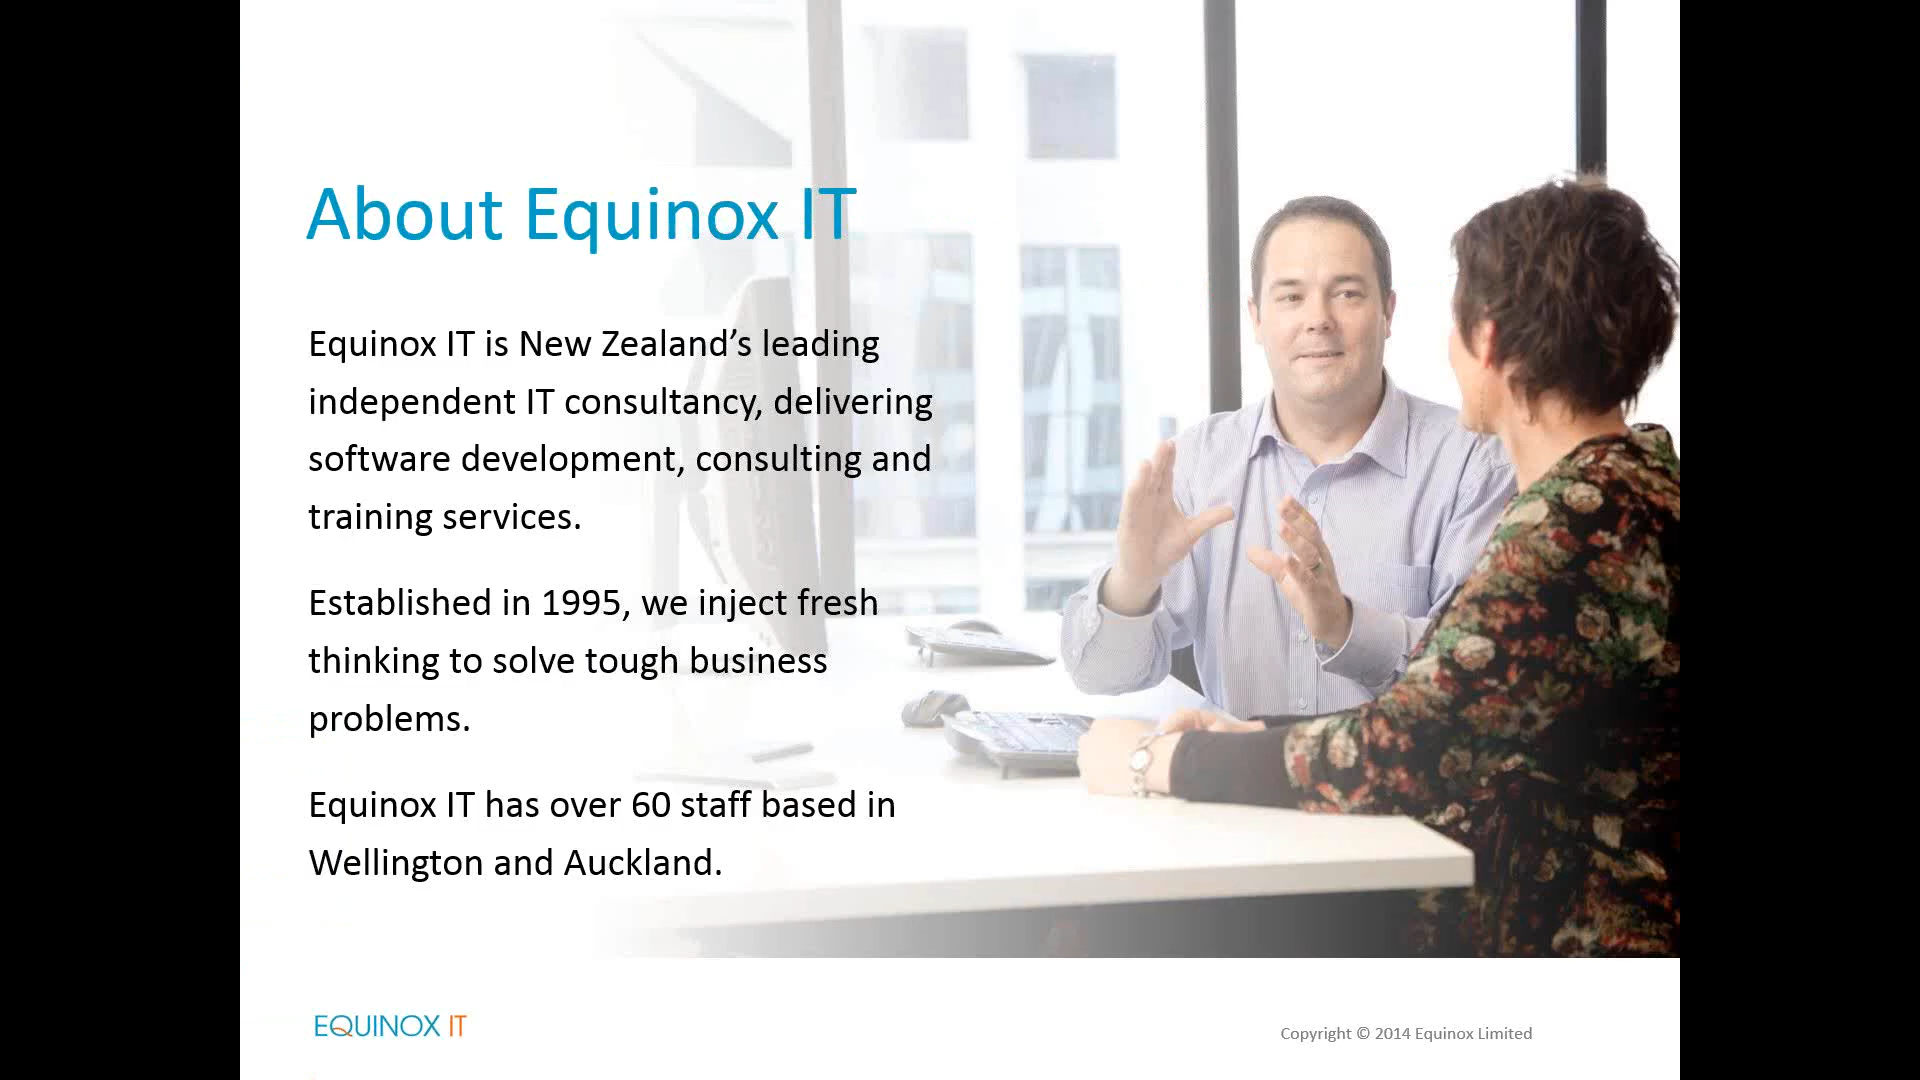 About Equinox IT
Equinox IT is New Zealand’s leading
independent IT consultancy, delivering
software development, consulting and
training services.
Established in 1995, we inject fresh
thinking to solve tough business
problems.
Equinox IT has over 60 staff based in
Wellington and Auckland.
EQUINOX IT
Copyright © 2014 Equinox Limited